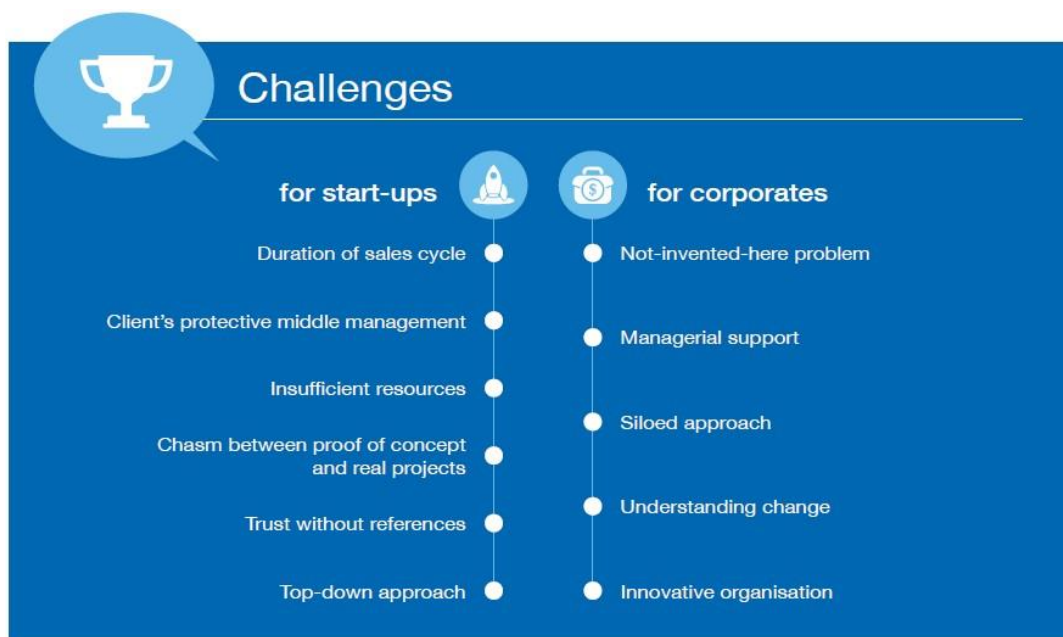 Challenges
for start-ups
Duration of sales cycle
Client’s protective middle management
Insufficient resources
Chasm between proof of concept
and real projects
Trust without references
Top-down approach
$
for corporates
Not-invented-here problem
Managerial support
Siloed approach
Understanding change
Innovative organisation